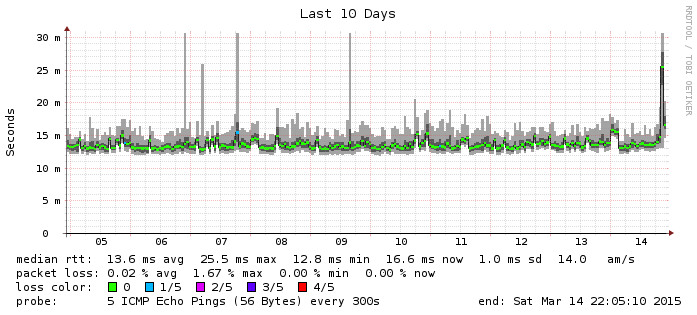 Last 10 Days
RRDTOOL / TOBI OETIKER
Seconds
30 m
25 m
20 m
15 m
10 m
5 m
0
05 06 07 08 09 10 11 12 13 14
median rtt: 13.6 ms avg 25.5 ms max 12.8 ms min 16.6 ms now 1.0 ms sd 14.0 am/s
packet loss: 0.02 % avg 1.67 % max 0.00 % min 0.00 % now
loss color: 0 1/5 2/5 3/5 4/5
probe: 5 ICMP Echo Pings (56 Bytes) every 300s end: Sat Mar 14 22:05:10 2015